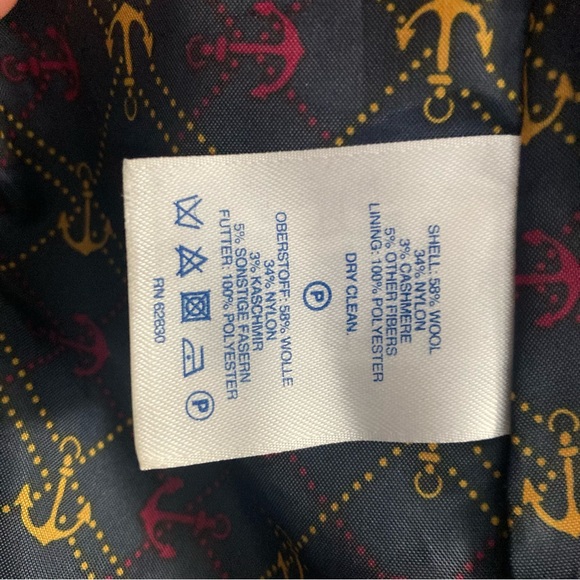 SHELL: 58% WOOL
34% NYLON
3% CASHMERE
5% OTHER FIBERS
LINING: 100% POLYESTER
DRY CLEAN
P
OBERSTOFF: 58% WOLLE
34% NYLON
3% KASCHMIR
5% SONSTIGE FASERN
FUTTER: 100% POLYESTER
P
RN 62830